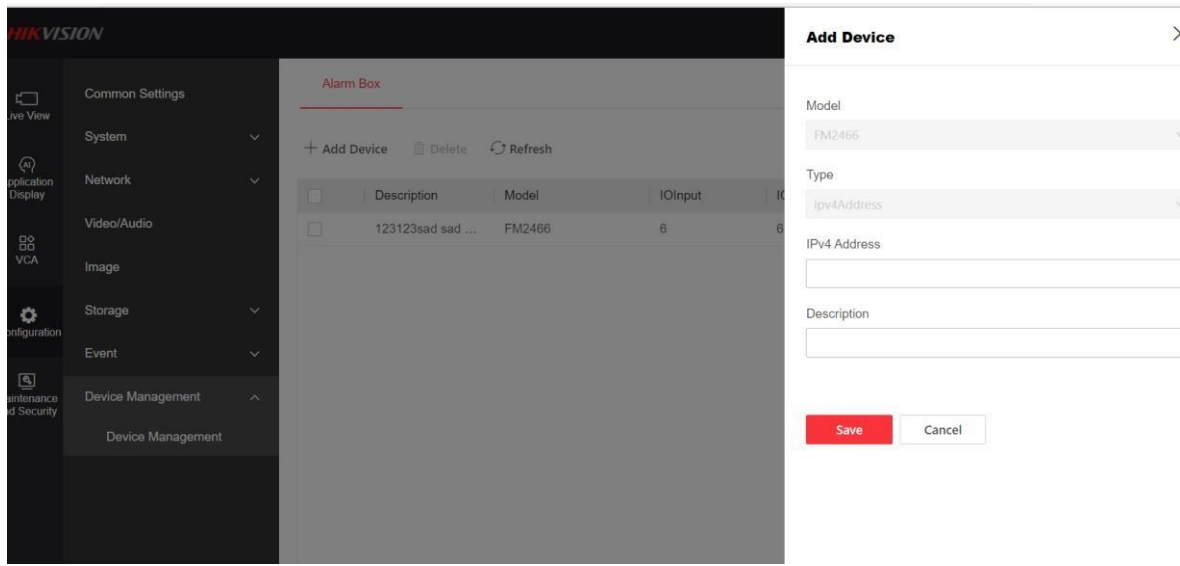 HIKVISION
Live View
Application
Display
VCA
Configuration
Maintenance
and Security
Common Settings
System
Network
Video/Audio
Image
Storage
Event
Device Management
Device Management
Alarm Box
Add Device
Delete
Refresh
Description Model IOInput
123123sad sad ... FM2466 6 6
Add Device
Model
FM2466
Type
ipv4Address
IPv4 Address
Description
Save
Cancel